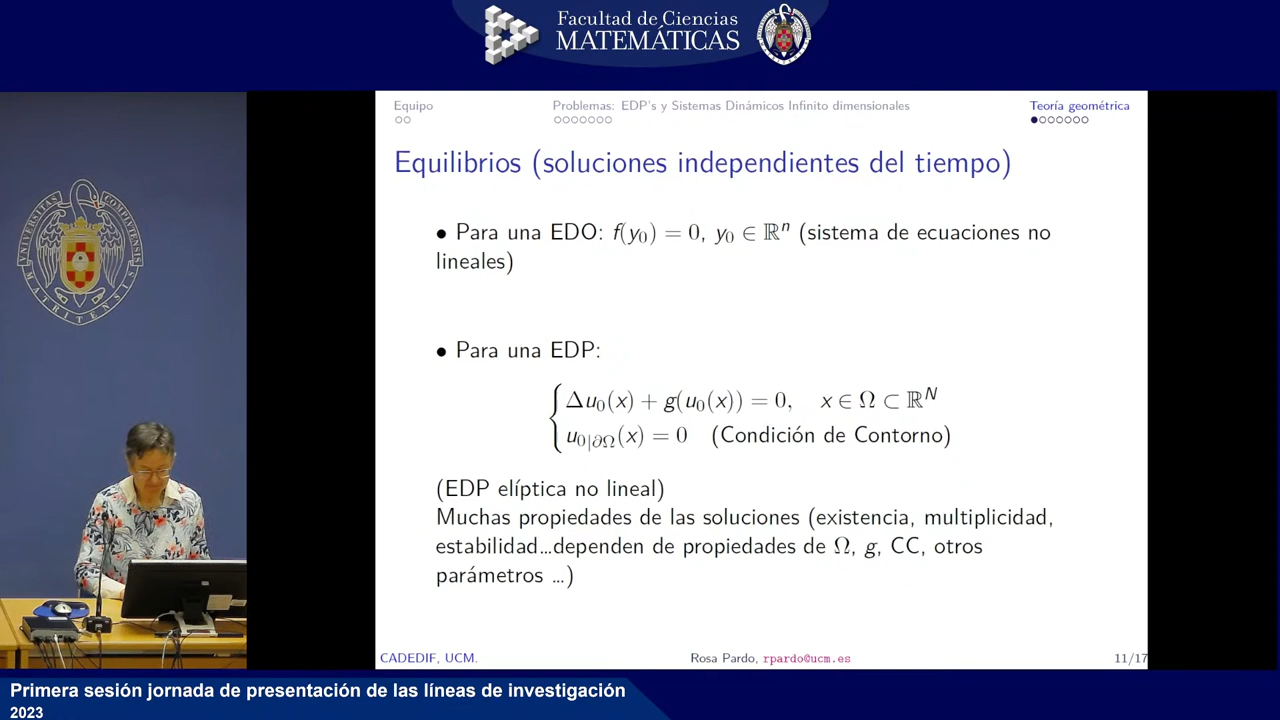 Facultad de Ciencias
MATEMÁTICAS
Equipo
Problemas: EDP's y Sistemas Dinámicos Infinito dimensionales
Teoría geométrica
Equilibrios (soluciones independientes del tiempo)
• Para una EDO: f(y₀) = 0, y₀ ∈ ℝⁿ (sistema de ecuaciones no
lineales)
• Para una EDP:
Δu₀(x) + g(u₀(x)) = 0, x ∈ Ω ⊂ ℝᴺ
u₀|∂Ω(x) = 0 (Condición de Contorno)
(EDP elíptica no lineal)
Muchas propiedades de las soluciones (existencia, multiplicidad,
estabilidad...dependen de propiedades de Ω, g, CC, otros
parámetros ...)
CADEDIF, UCM.
Rosa Pardo, rpardo@ucm.es
11/17
Primera sesión jornada de presentación de las líneas de investigación
2023